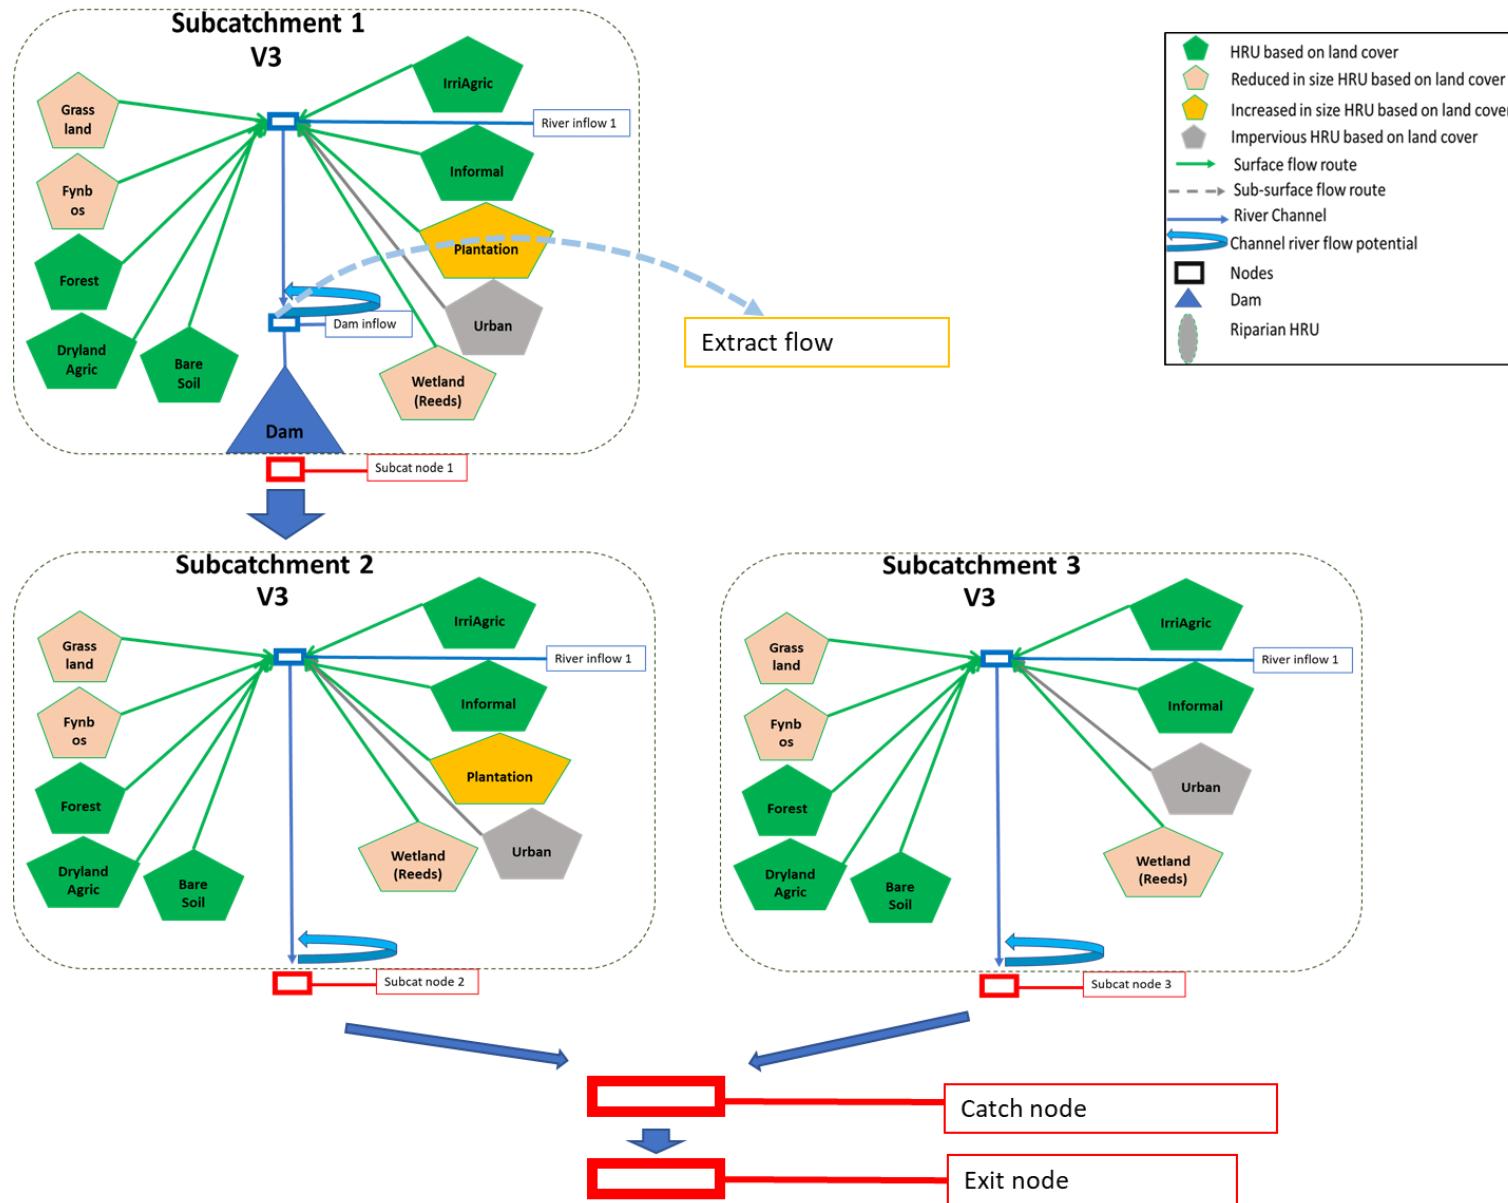 Subcatchment 1
V3
Grass
land
Fynb
os
Forest
Dryland
Agric
Bare
Soil
IrriAgric
River inflow 1
Informal
Plantation
Urban
Wetland
(Reeds)
Dam inflow
Dam
Subcat node 1
Extract flow
HRU based on land cover
Reduced in size HRU based on land cover
Increased in size HRU based on land cover
Impervious HRU based on land cover
Surface flow route
Sub-surface flow route
River Channel
Channel river flow potential
Nodes
Dam
Riparian HRU
Subcatchment 2
V3
Grass
land
Fynb
os
Forest
Dryland
Agric
Bare
Soil
IrriAgric
River inflow 1
Informal
Plantation
Urban
Wetland
(Reeds)
Subcat node 2
Subcatchment 3
V3
Grass
land
Fynb
os
Forest
Dryland
Agric
Bare
Soil
IrriAgric
River inflow 1
Informal
Urban
Wetland
(Reeds)
Subcat node 3
Catch node
Exit node